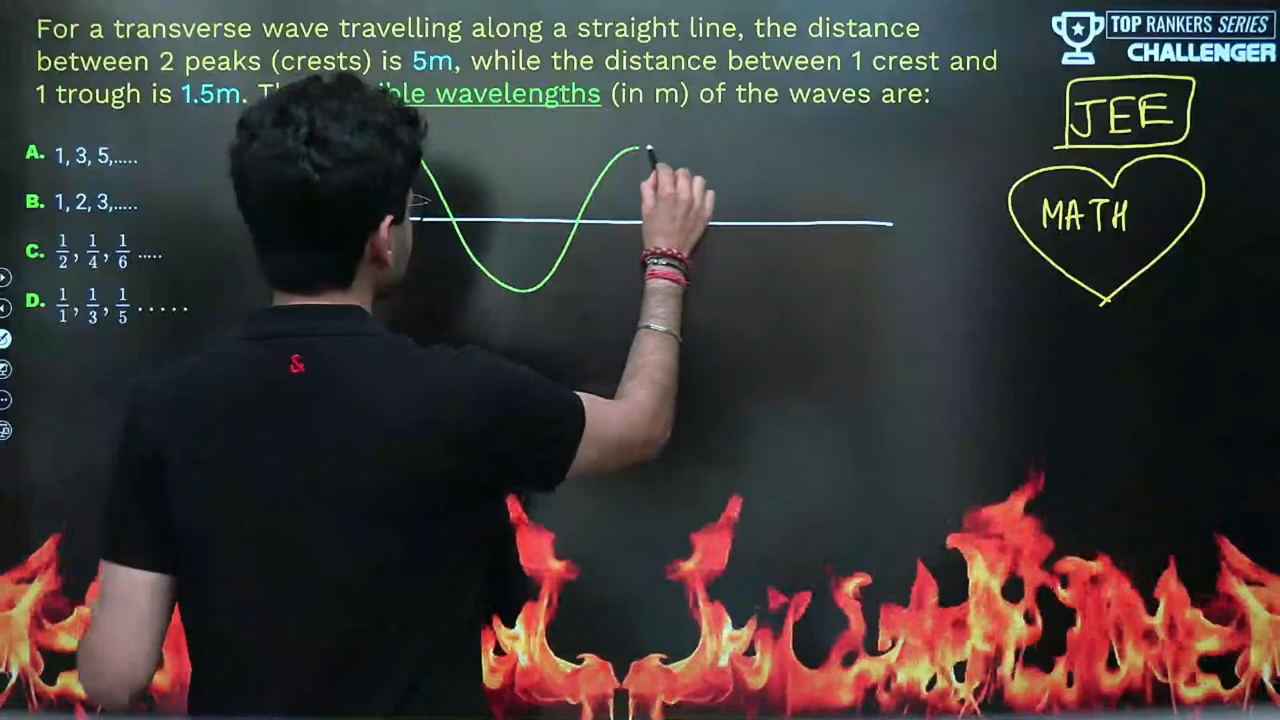 For a transverse wave travelling along a straight line, the distance
between 2 peaks (crests) is 5m, while the distance between 1 crest and
1 trough is 1.5m. wavelengths (in m) of the waves are:
A. 1, 3, 5,.....
B. 1, 2, 3,.....
C. 1/2, 1/4, 1/6 .....
D. 1/1, 1/3, 1/5 .....
TOP RANKERS SERIES
CHALLENGER
JEE
MATH